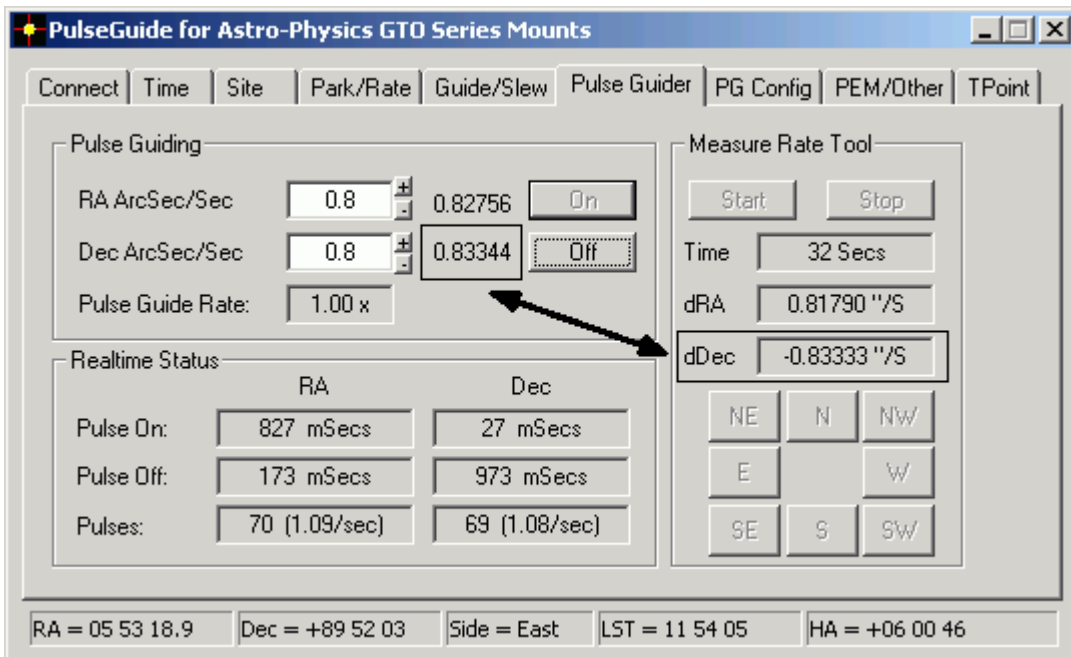 PulseGuide for Astro-Physics GTO Series Mounts
Connect Time Site Park/Rate Guide/Slew Pulse Guider PG Config PEM/Other TPoint
Pulse Guiding
RA ArcSec/Sec 0.8 + - 0.82756 On
Dec ArcSec/Sec 0.8 + - 0.83344 Off
Pulse Guide Rate: 1.00 x
Realtime Status
RA Dec
Pulse On: 827 mSecs 27 mSecs
Pulse Off: 173 mSecs 973 mSecs
Pulses: 70 (1.09/sec) 69 (1.08/sec)
Measure Rate Tool
Start Stop
Time 32 Secs
dRA 0.81790 "/S
dDec -0.83333 "/S
NE N NW
E W
SE S SW
RA = 05 53 18.9 Dec = +89 52 03 Side = East LST = 11 54 05 HA = +06 00 46